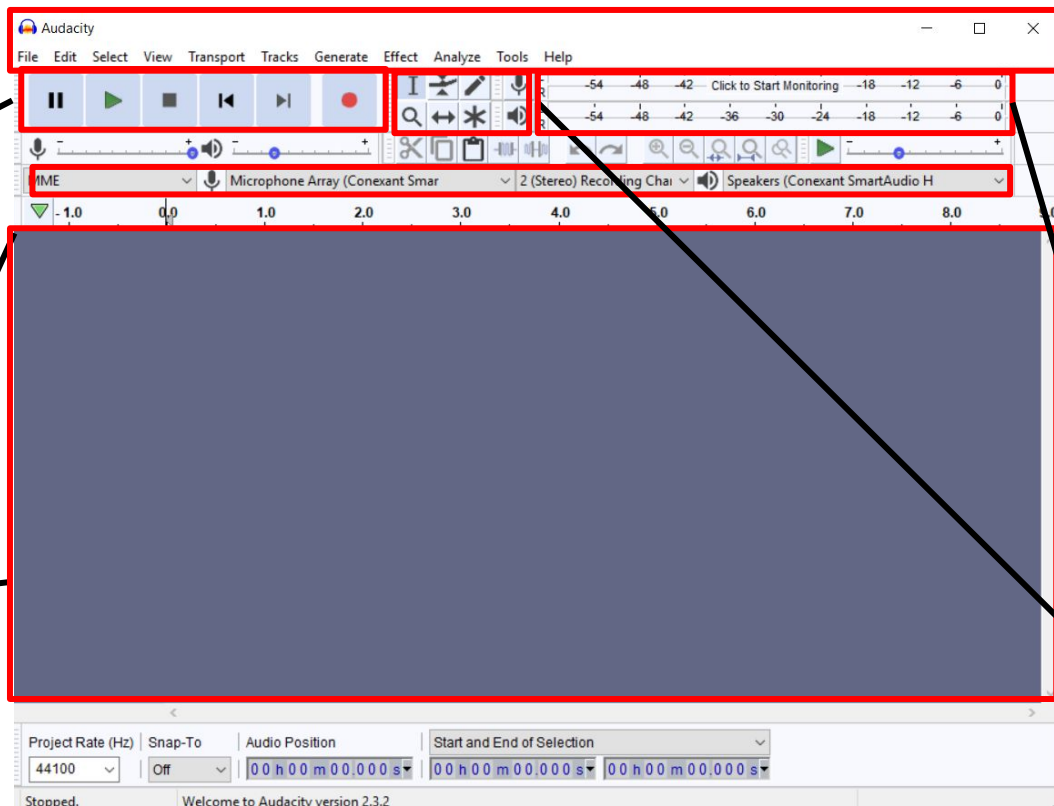 Audacity
File Edit Select View Transport Tracks Generate Effect Analyze Tools Help
-54 -48 -42 Click to Start Monitoring -18 -12 -6 0
R -54 -48 -42 -36 -30 -24 -18 -12 -6 0
- + - + - +
MME Microphone Array (Conexant Smar 2 (Stereo) Recording Chai Speakers (Conexant SmartAudio H
- 1.0 0.0 1.0 2.0 3.0 4.0 5.0 6.0 7.0 8.0 9.0
Project Rate (Hz) Snap-To Audio Position Start and End of Selection
44100 Off 00 h 00 m 00.000 s 00 h 00 m 00.000 s 00 h 00 m 00.000 s
Stopped. Welcome to Audacity version 2.3.2